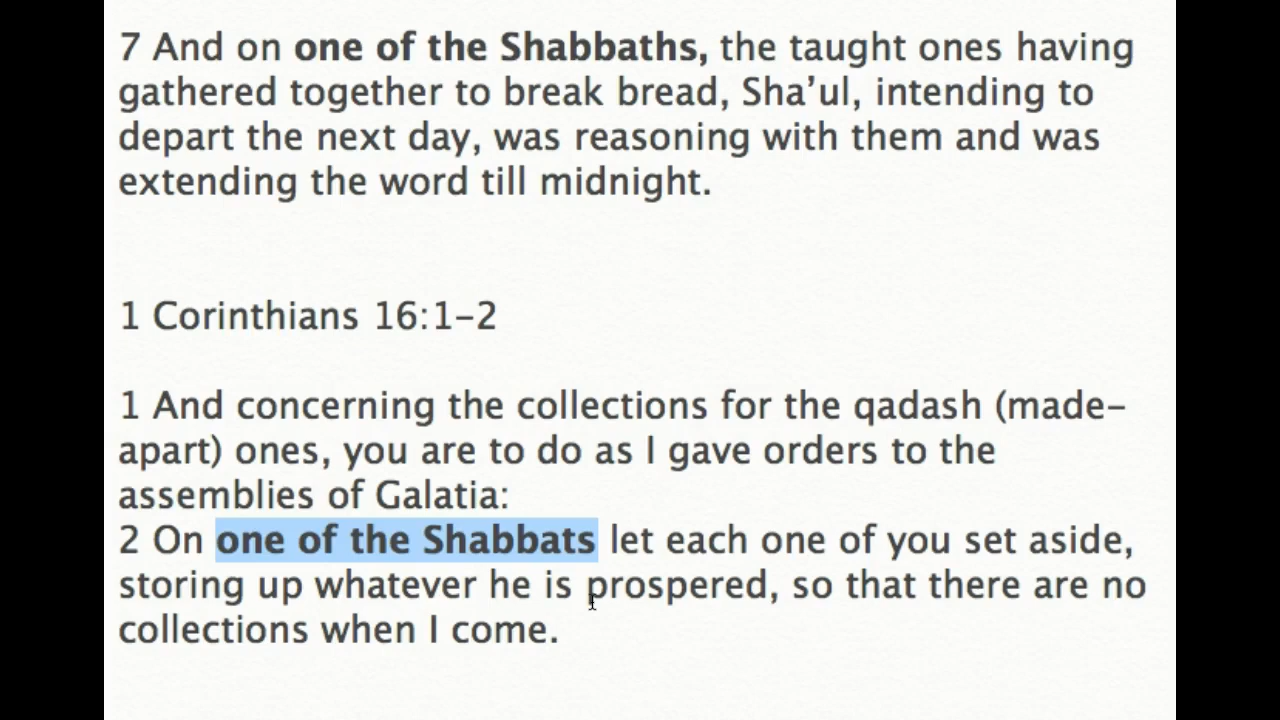 7 And on one of the Shabbaths, the taught ones having
gathered together to break bread, Sha’ul, intending to
depart the next day, was reasoning with them and was
extending the word till midnight.
1 Corinthians 16:1–2
1 And concerning the collections for the qadash (made–
apart) ones, you are to do as I gave orders to the
assemblies of Galatia:
2 On one of the Shabbats let each one of you set aside,
storing up whatever he is prospered, so that there are no
collections when I come.